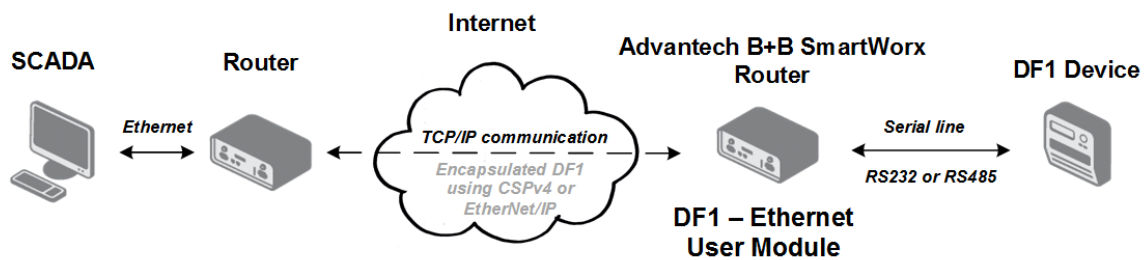 SCADA
Ethernet
Router
Internet
TCP/IP communication
Encapsulated DF1
using CSPv4 or
EtherNet/IP
Advantech B+B SmartWorx
Router
DF1 – Ethernet
User Module
Serial line
RS232 or RS485
DF1 Device